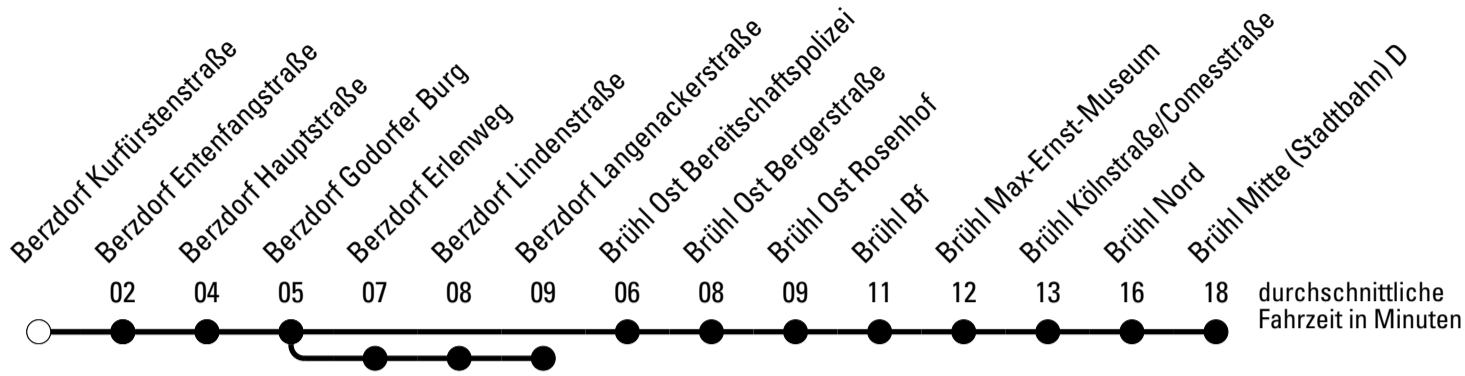 Berzdorf Kurfürstenstraße
Berzdorf Entenfangstraße
Berzdorf Hauptstraße
Berzdorf Godorfer Burg
Berzdorf Erlenweg
Berzdorf Lindenstraße
Berzdorf Langenackerstraße
Brühl Ost Bereitschaftspolizei
Brühl Ost Bergerstraße
Brühl Ost Rosenhof
Brühl Bf
Brühl Max-Ernst-Museum
Brühl Kölnstraße/Comesstraße
Brühl Nord
Brühl Mitte (Stadtbahn) D
02 04 05 07 08 09 06 08 09 11 12 13 16 18
durchschnittliche
Fahrzeit in Minuten